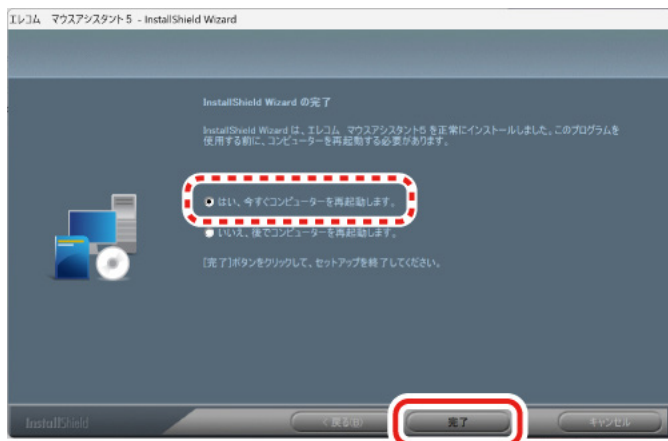 エレコム マウスアシスタント5 - InstallShield Wizard
InstallShield Wizard の完了
InstallShield Wizard は、エレコム マウスアシスタント5 を正常にインストールしました。このプログラムを
使用する前に、コンピューターを再起動する必要があります。
はい、今すぐコンピューターを再起動します。
いいえ、後でコンピューターを再起動します。
[完了]ボタンをクリックして、セットアップを終了してください。
InstallShield
< 戻る(B)
完了
キャンセル